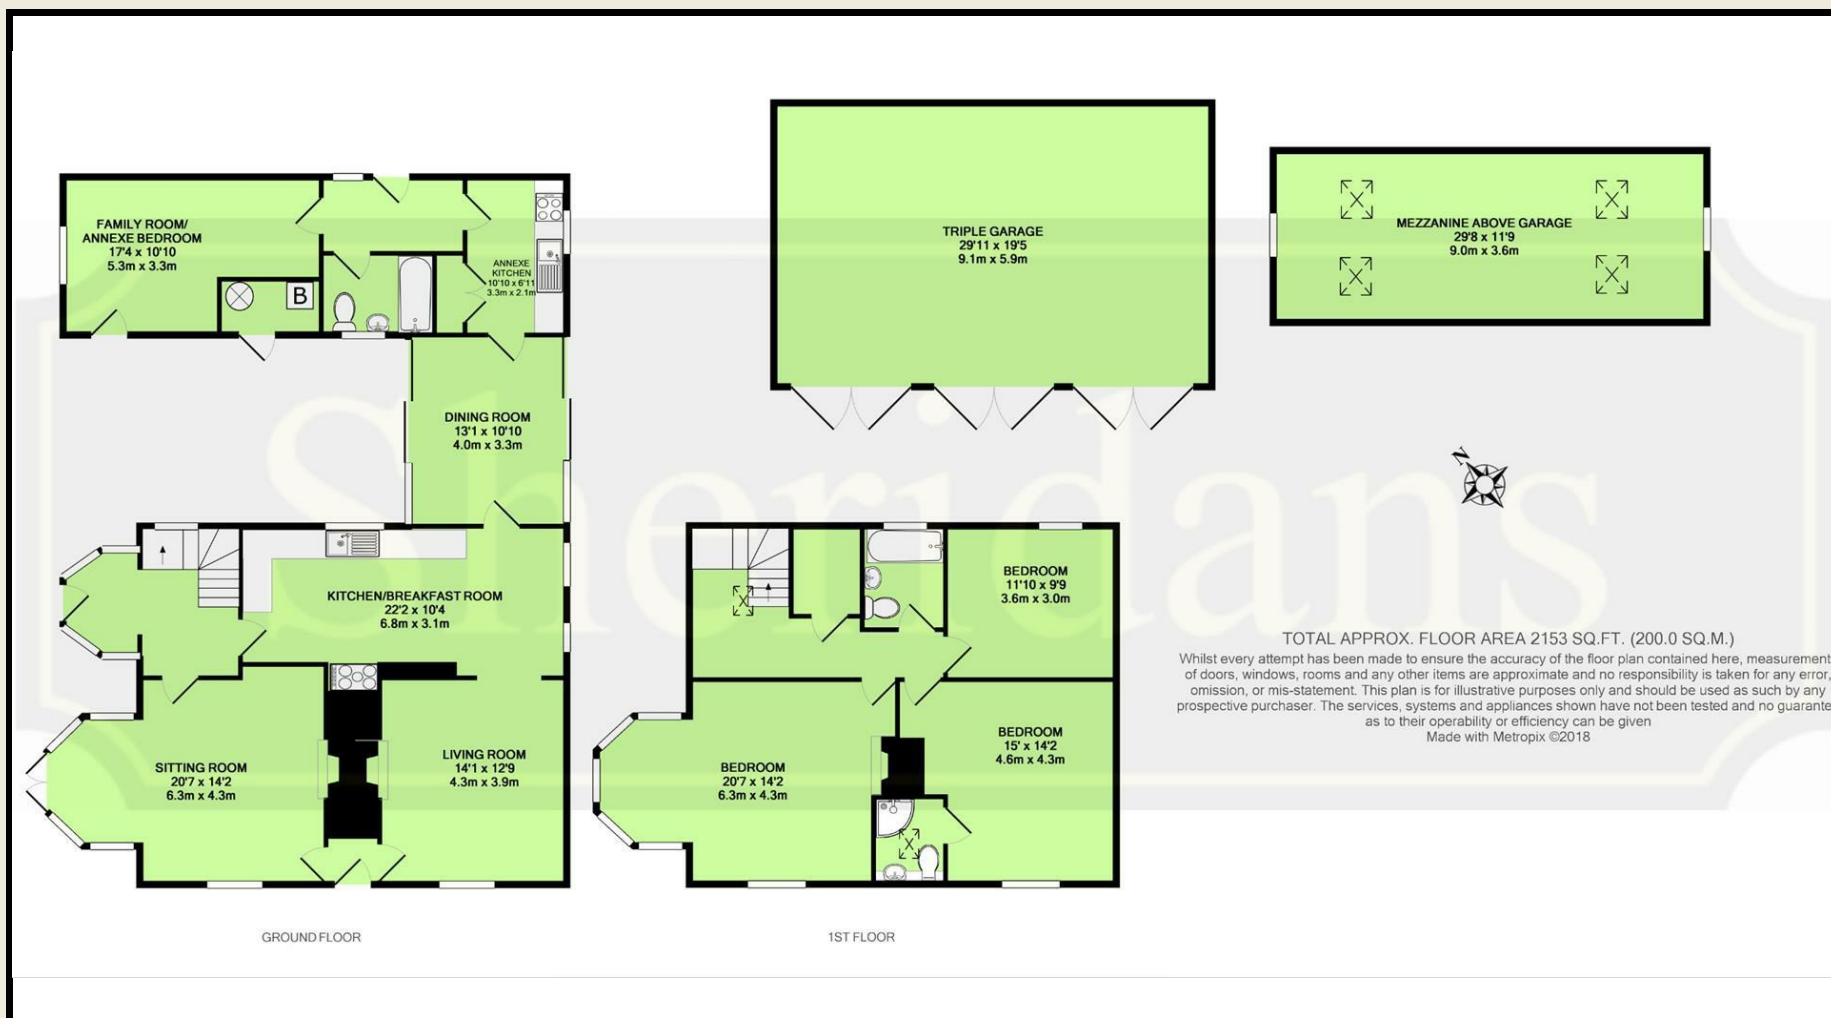 FAMILY ROOM/
ANNEXE BEDROOM
17'4 x 10'10
5.3m x 3.3m
B
ANNEXE
KITCHEN
10'10 x 6'11
3.3m x 2.1m
DINING ROOM
13'1 x 10'10
4.0m x 3.3m
KITCHEN/BREAKFAST ROOM
22'2 x 10'4
6.8m x 3.1m
SITTING ROOM
20'7 x 14'2
6.3m x 4.3m
LIVING ROOM
14'1 x 12'9
4.3m x 3.9m
GROUND FLOOR
TRIPLE GARAGE
29'11 x 19'5
9.1m x 5.9m
MEZZANINE ABOVE GARAGE
29'8 x 11'9
9.0m x 3.6m
N
Sheridans
BEDROOM
11'10 x 9'9
3.6m x 3.0m
BEDROOM
20'7 x 14'2
6.3m x 4.3m
BEDROOM
15' x 14'2
4.6m x 4.3m
1ST FLOOR
TOTAL APPROX. FLOOR AREA 2153 SQ.FT. (200.0 SQ.M.)
Whilst every attempt has been made to ensure the accuracy of the floor plan contained here, measurement
of doors, windows, rooms and any other items are approximate and no responsibility is taken for any error,
omission, or mis-statement. This plan is for illustrative purposes only and should be used as such by any
prospective purchaser. The services, systems and appliances shown have not been tested and no guarante
as to their operability or efficiency can be given
Made with Metropix ©2018